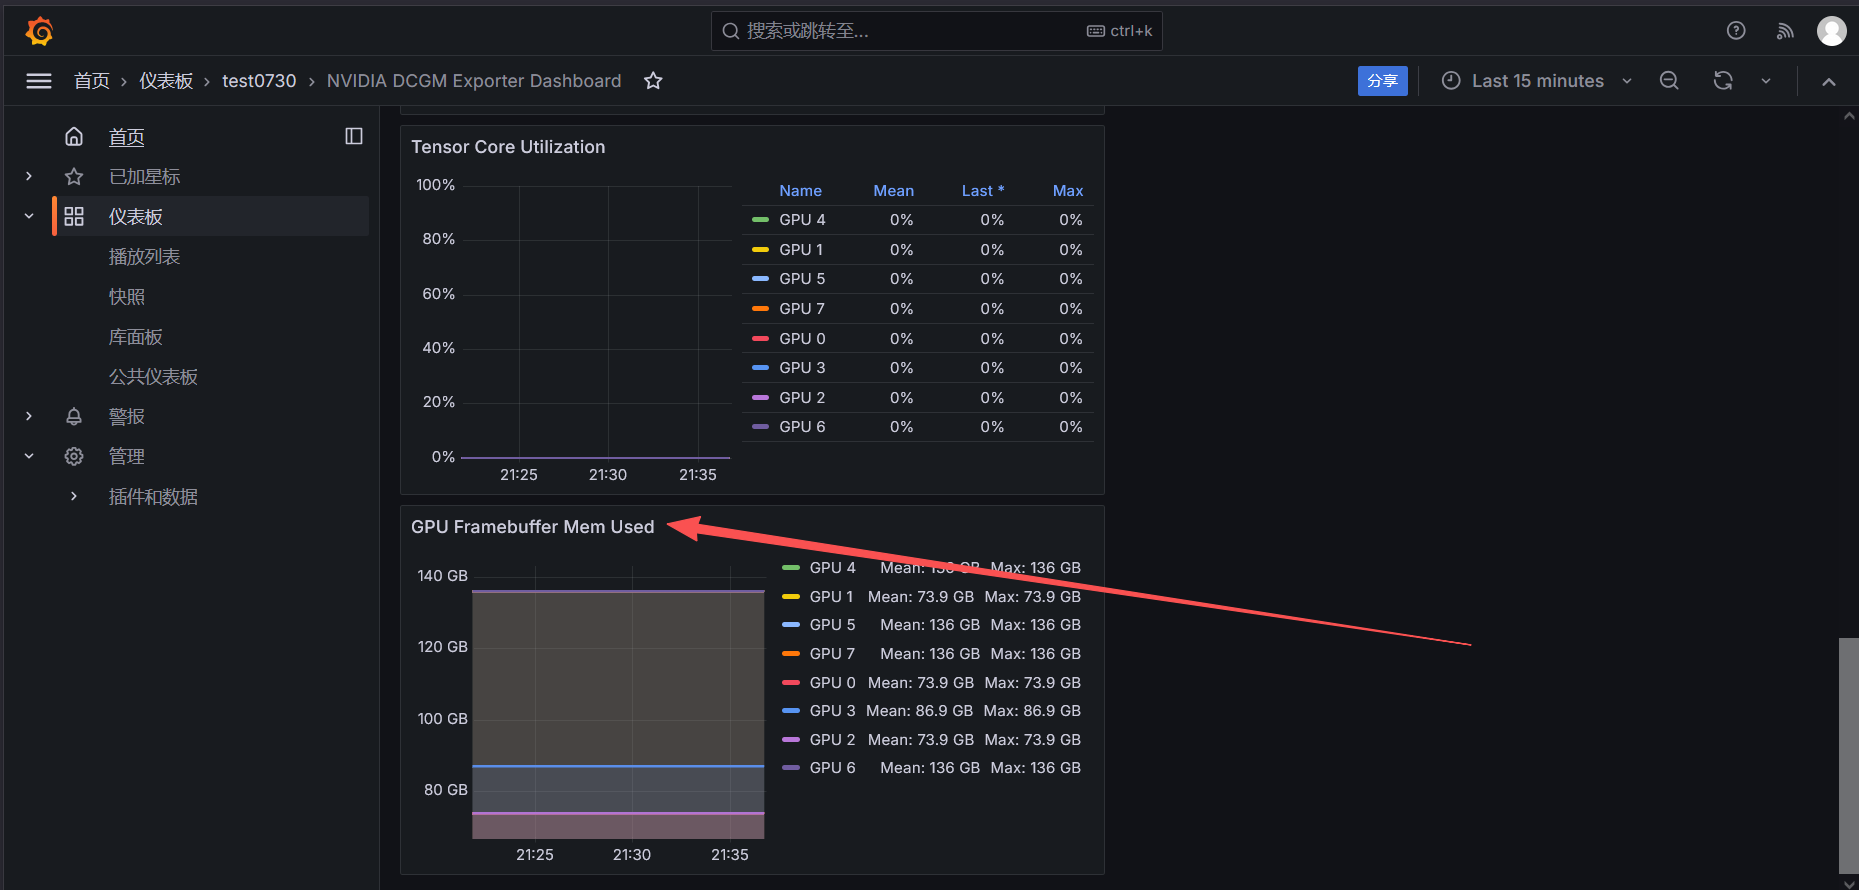 搜索或跳转至...
ctrl+k
首页 › 仪表板 › test0730 › NVIDIA DCGM Exporter Dashboard
分享
Last 15 minutes
首页
已加星标
仪表板
播放列表
快照
库面板
公共仪表板
警报
管理
插件和数据
Tensor Core Utilization
100%
80%
60%
40%
20%
0%
21:25 21:30 21:35
Name Mean Last * Max
GPU 4 0% 0% 0%
GPU 1 0% 0% 0%
GPU 5 0% 0% 0%
GPU 7 0% 0% 0%
GPU 0 0% 0% 0%
GPU 3 0% 0% 0%
GPU 2 0% 0% 0%
GPU 6 0% 0% 0%
GPU Framebuffer Mem Used
140 GB
120 GB
100 GB
80 GB
21:25 21:30 21:35
GPU 4 Mean: 136 GB Max: 136 GB
GPU 1 Mean: 73.9 GB Max: 73.9 GB
GPU 5 Mean: 136 GB Max: 136 GB
GPU 7 Mean: 136 GB Max: 136 GB
GPU 0 Mean: 73.9 GB Max: 73.9 GB
GPU 3 Mean: 86.9 GB Max: 86.9 GB
GPU 2 Mean: 73.9 GB Max: 73.9 GB
GPU 6 Mean: 136 GB Max: 136 GB